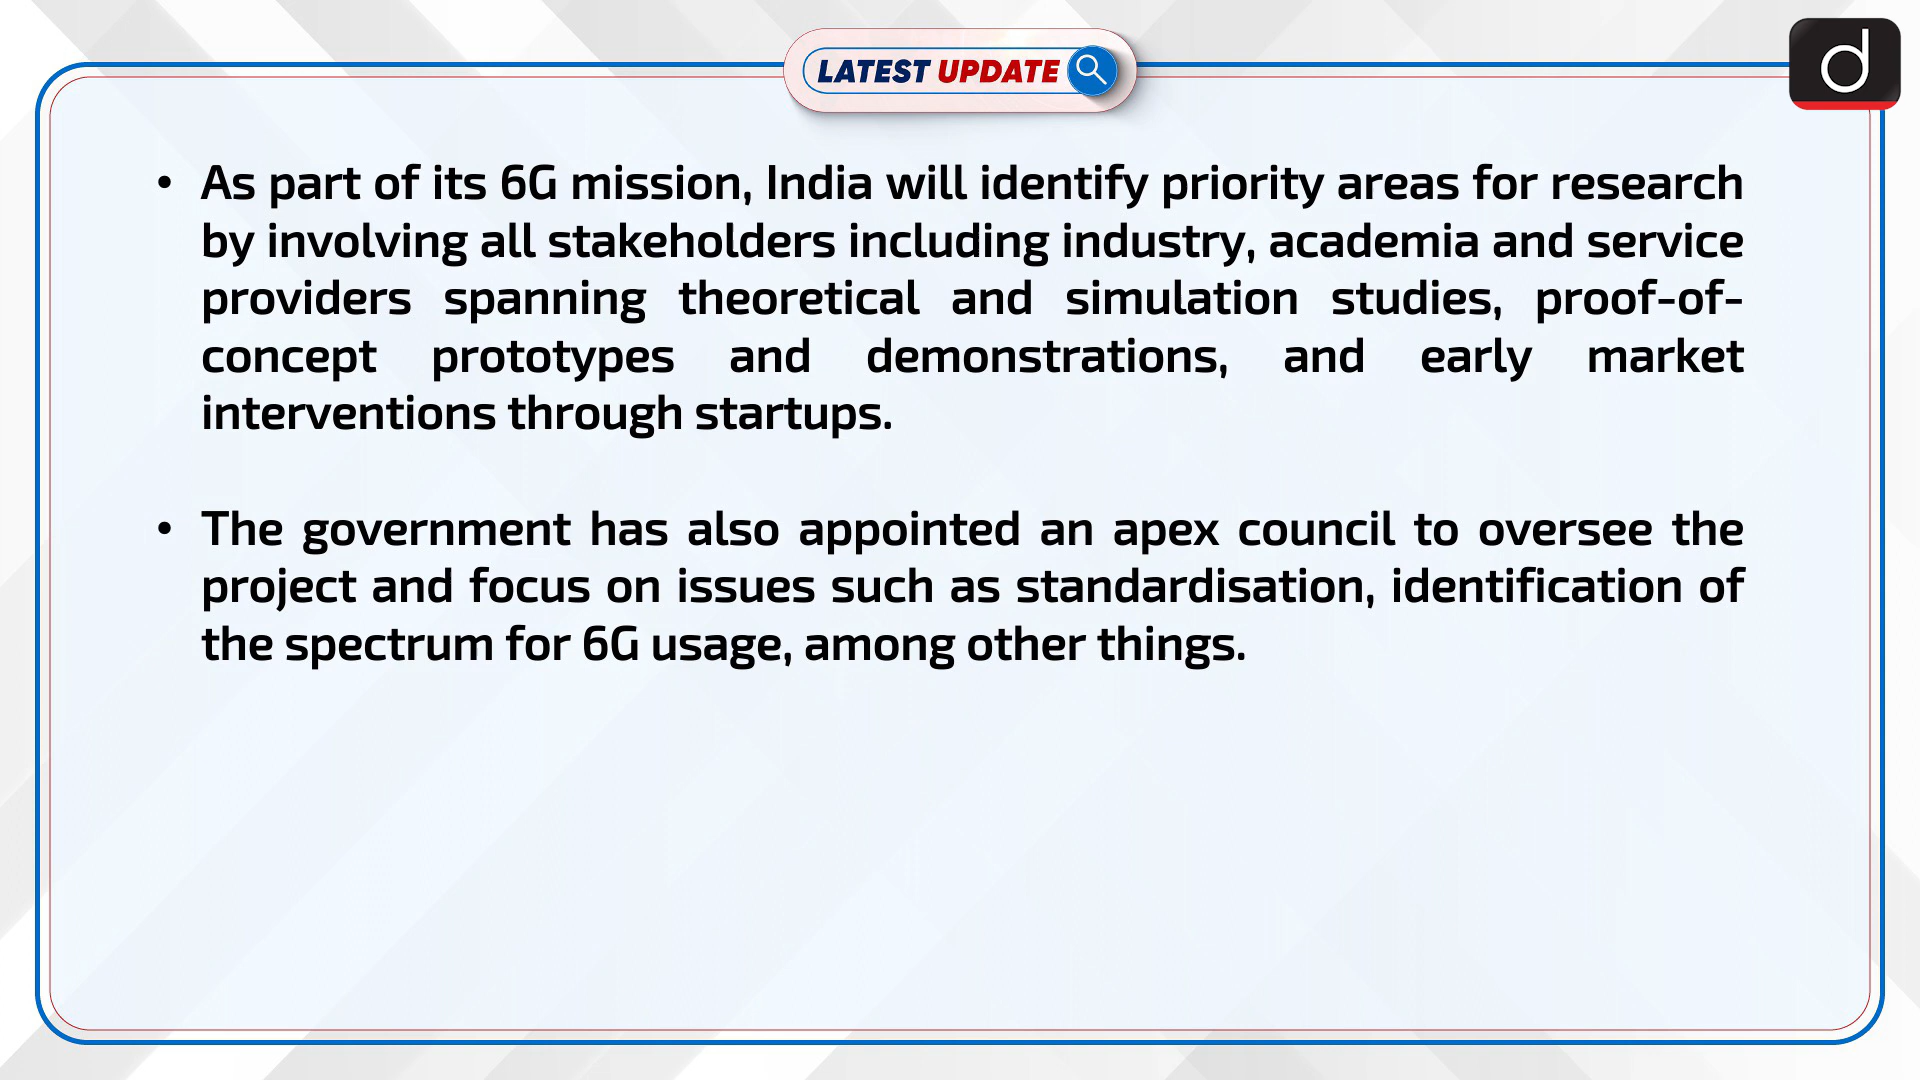 LATEST UPDATE
d
• As part of its 6G mission, India will identify priority areas for research
by involving all stakeholders including industry, academia and service
providers spanning theoretical and simulation studies, proof-of-
concept prototypes and demonstrations, and early market
interventions through startups.
• The government has also appointed an apex council to oversee the
project and focus on issues such as standardisation, identification of
the spectrum for 6G usage, among other things.